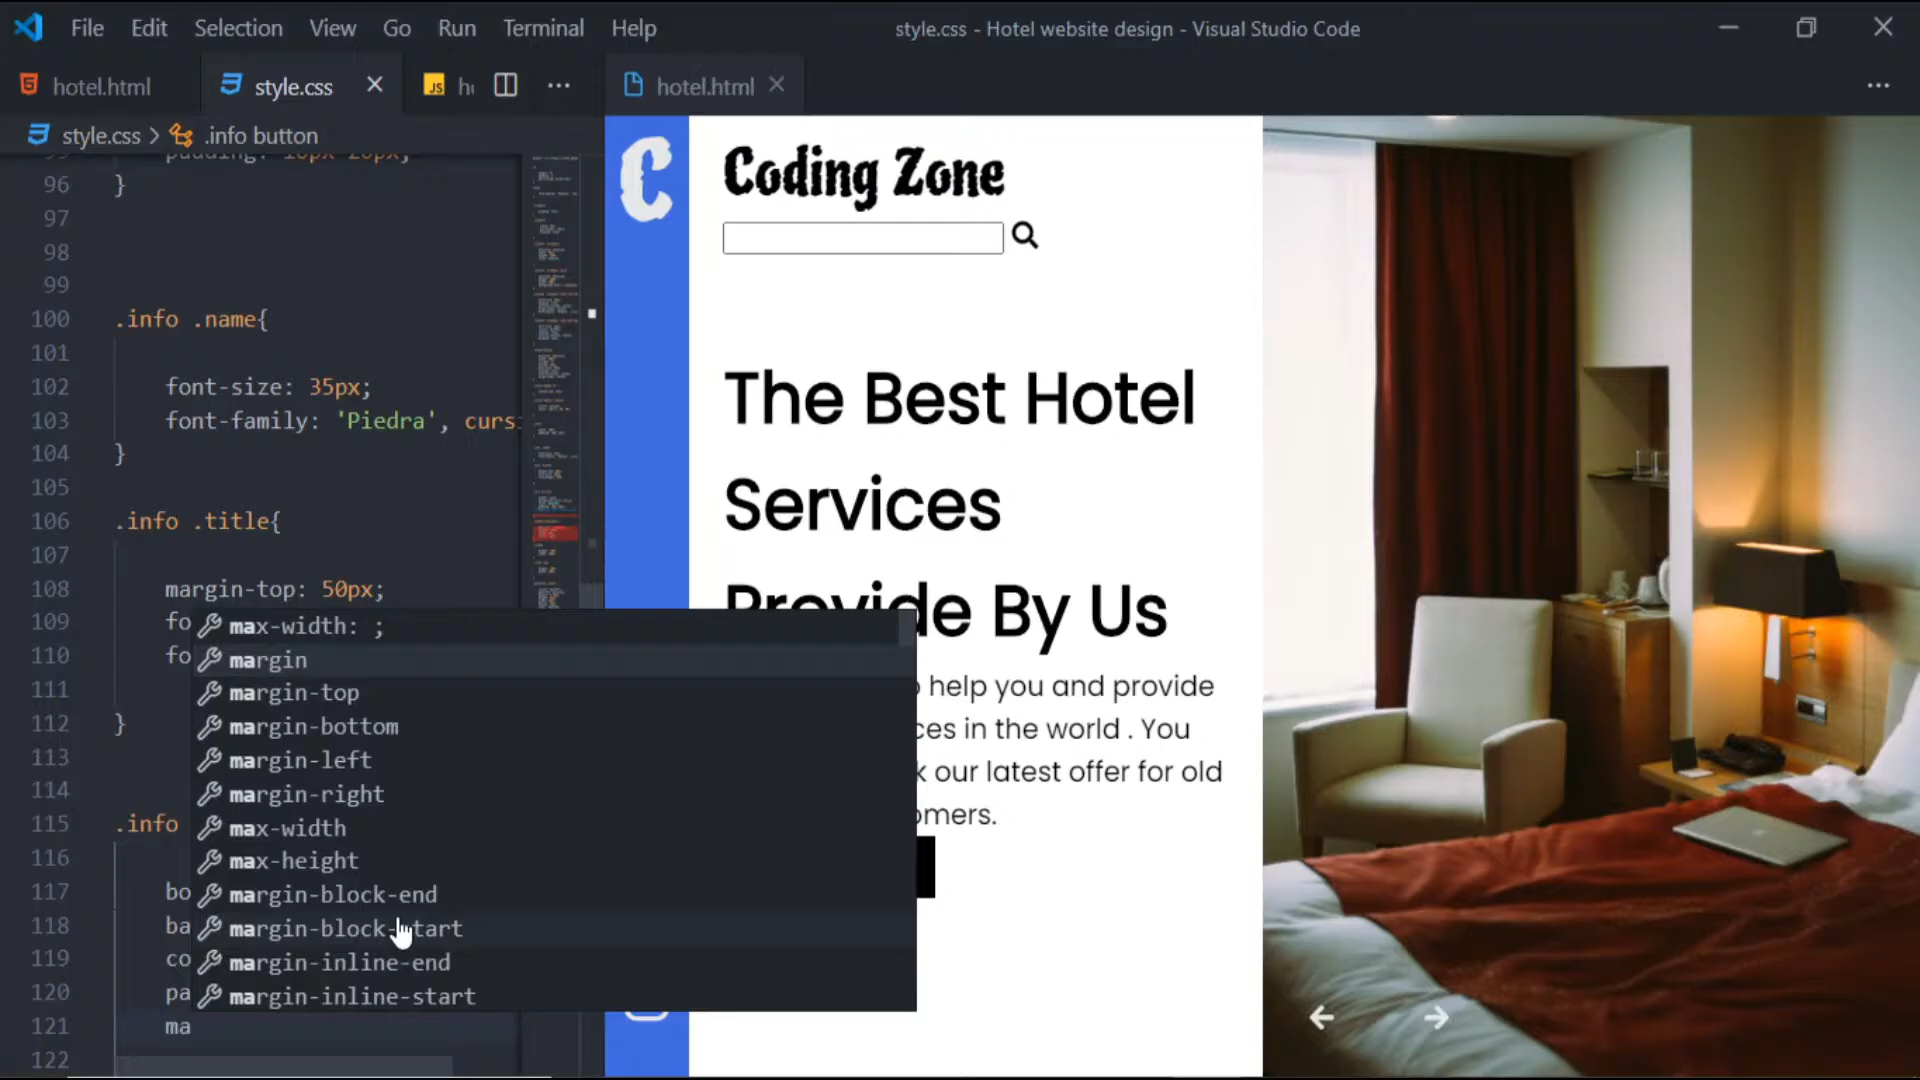 File Edit Selection View Go Run Terminal Help style.css - Hotel website design - Visual Studio Code
hotel.html style.css JS hotel.html
style.css > .info button
padding: 10px 20px;
96 }
97
98
99
100 .info .name{
101
102 font-size: 35px;
103 font-family: 'Piedra', curs
104 }
105
106 .info .title{
107
108 margin-top: 50px;
109 fo
110 fo
111
112 }
113
114
115 .info
116
117 bo
118 ba
119 co
120 pa
121 ma
122
max-width: ;
margin
margin-top
margin-bottom
margin-left
margin-right
max-width
max-height
margin-block-end
margin-block-start
margin-inline-end
margin-inline-start
C
Coding Zone
The Best Hotel
Services
Provide By Us
help you and provide
ces in the world . You
k our latest offer for old
omers.